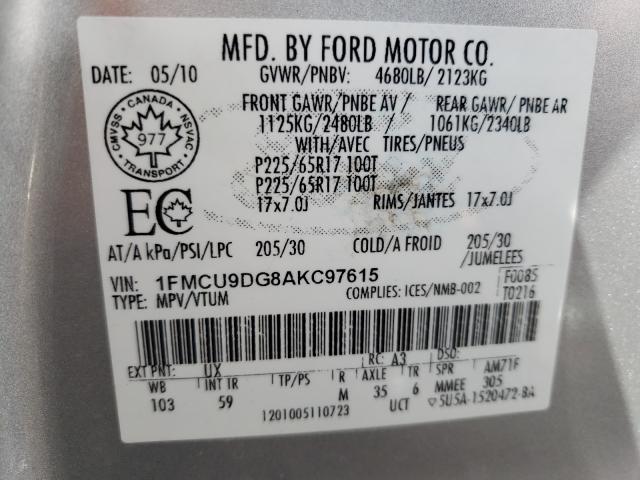 MFD. BY FORD MOTOR CO.
DATE: 05/10 GVWR/PNBV: 4680LB/ 2123KG
FRONT GAWR/PNBE AV/ REAR GAWR/ PNBE AR
1125KG/2480LB 1061KG/2340LB
WITH/AVEC TIRES/PNEUS
P225/65R17 100T
P225/65R17 100T
17x7.0J RIMS/JANTES 17x7.0J
CANADA
CMVSS NSVAC
977
TRANSPORT
EC
AT/A kPa/PSI/LPC 205/30 COLD/A FROID 205/30
/JUMELEES
VIN: 1FMCU9DG8AKC97615 F0085
TYPE: MPV/VTUM COMPLIES: ICES/NMB-002 T0216
EXT PNT: UX RC: A3 DSO:
WB INT TR TP/PS R AXLE TR SPR AM71F
103 59 M 35 6 MMEE 305
1201005110723 UCT ▽5U5A-1520472-BA